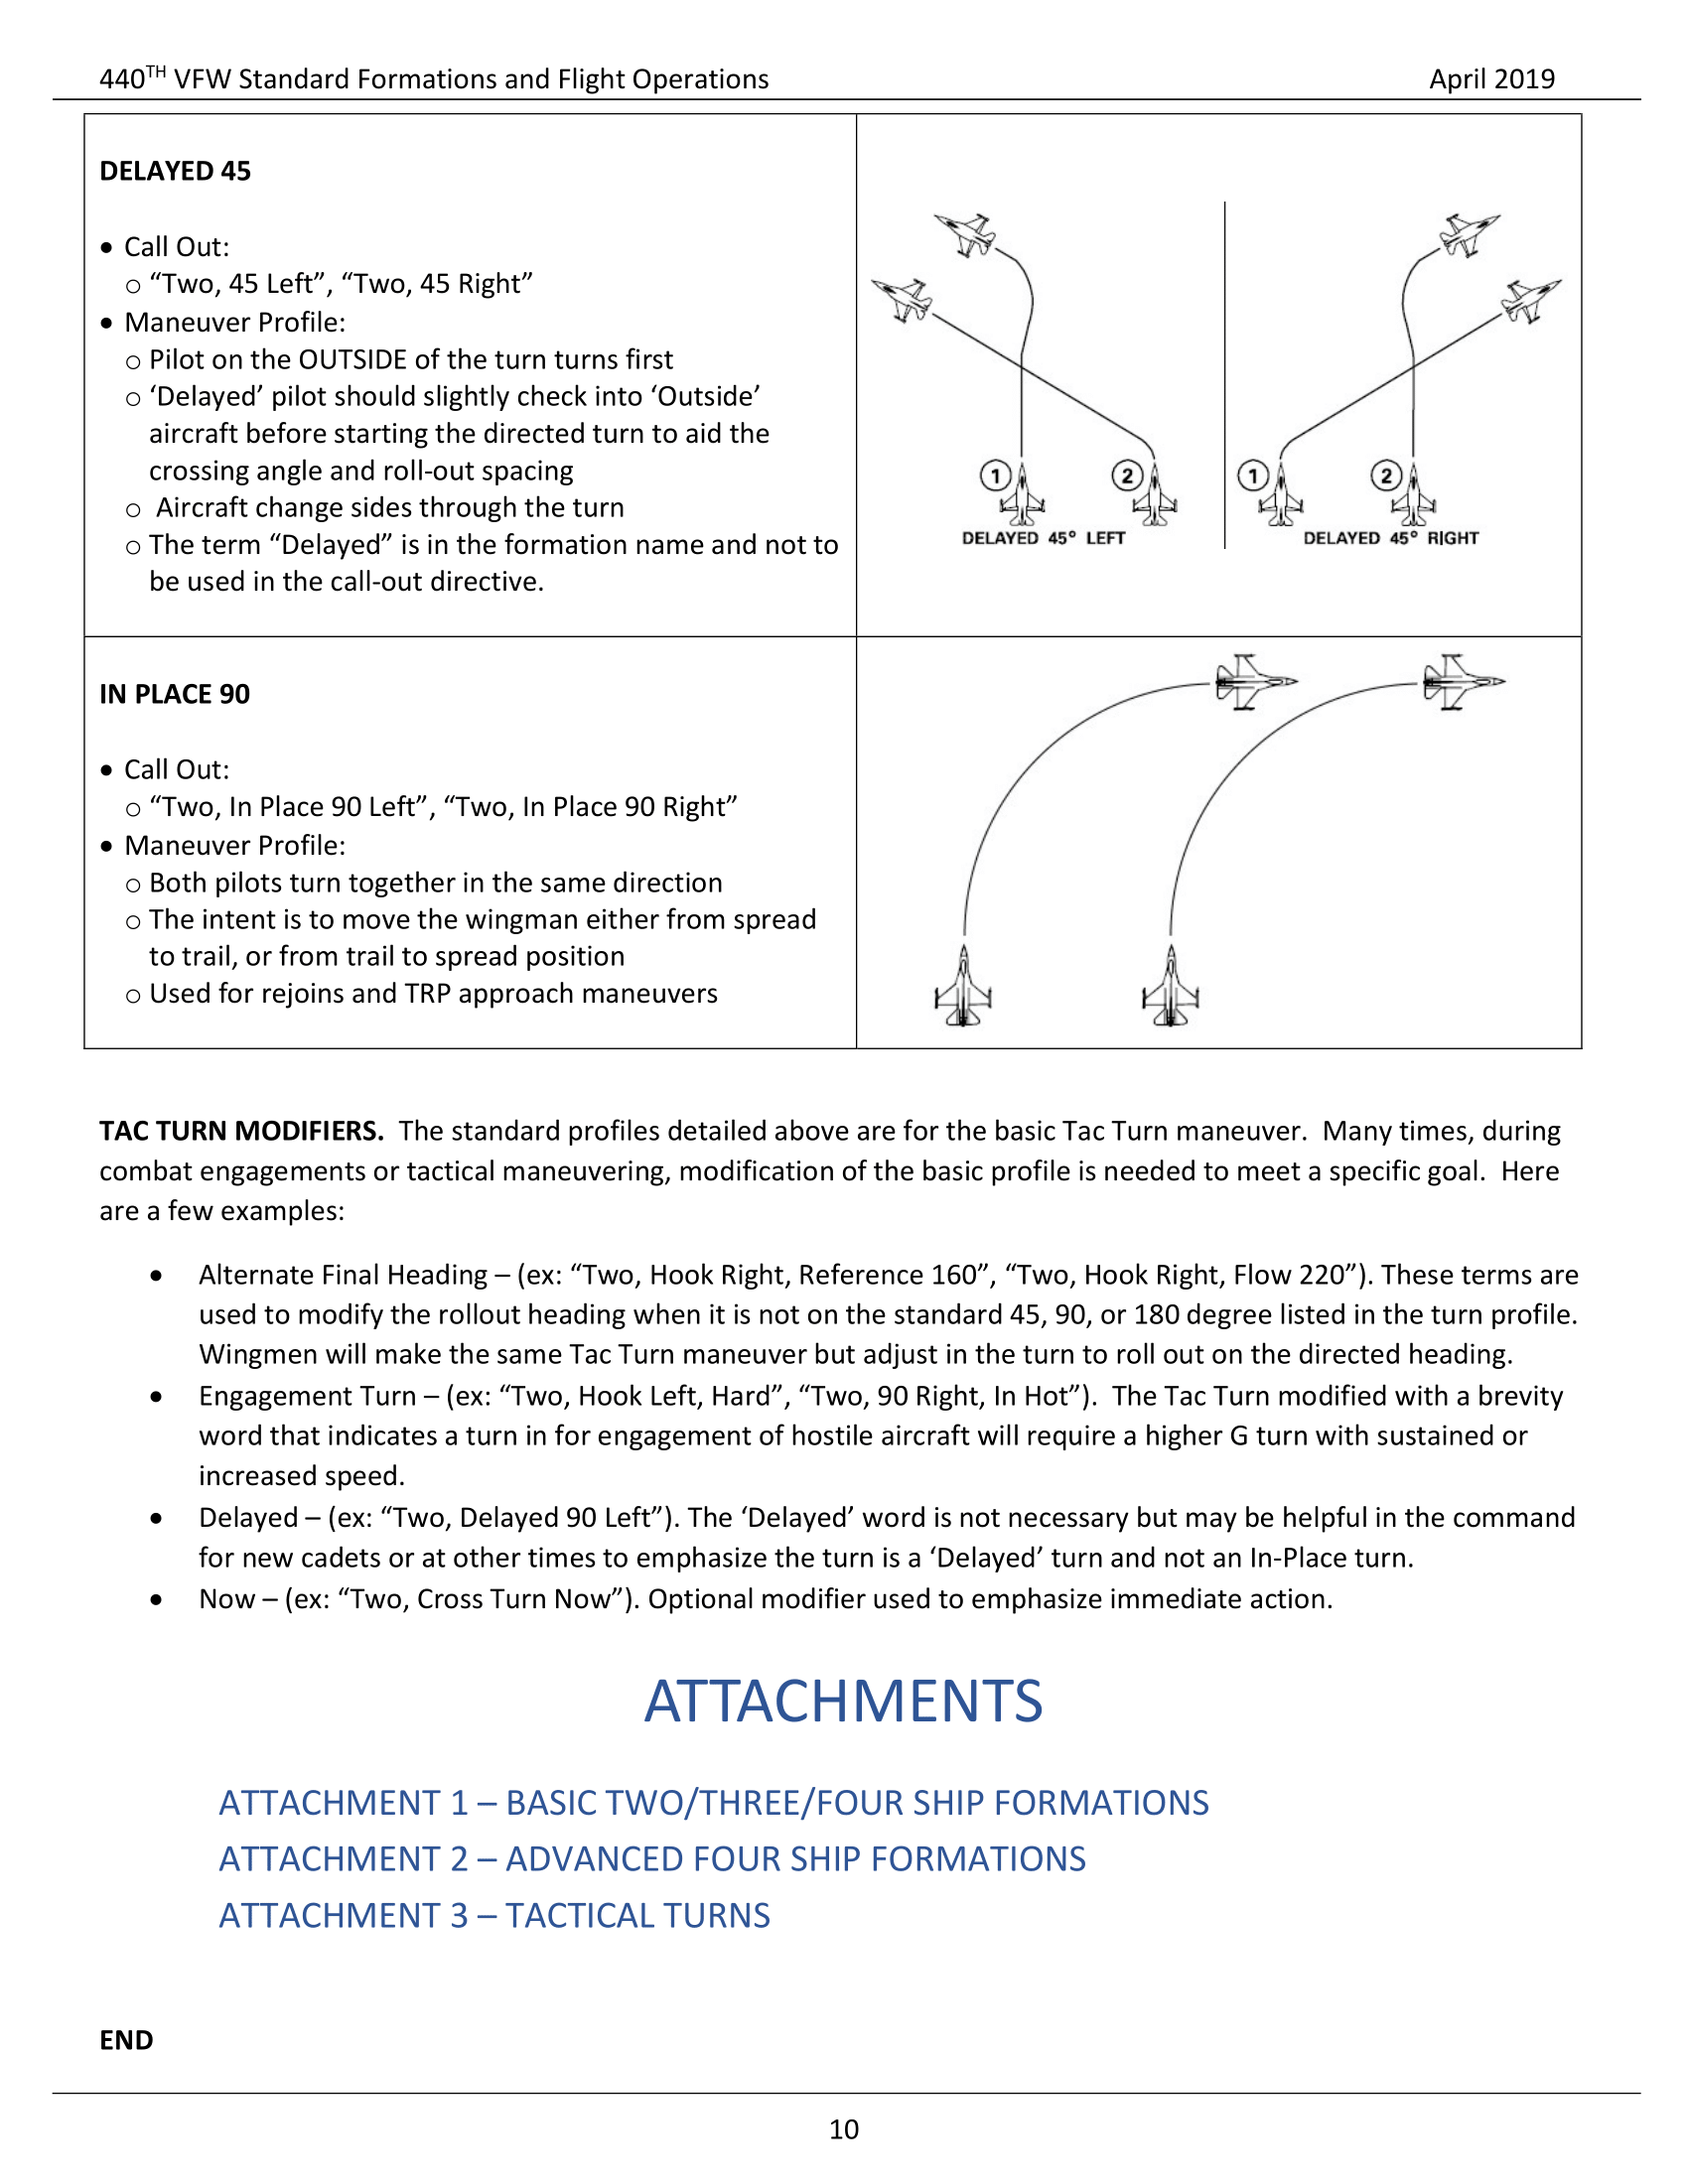 440TH VFW Standard Formations and Flight Operations April 2019
DELAYED 45
• Call Out:
o “Two, 45 Left”, “Two, 45 Right”
• Maneuver Profile:
o Pilot on the OUTSIDE of the turn turns first
o ‘Delayed’ pilot should slightly check into ‘Outside’
aircraft before starting the directed turn to aid the
crossing angle and roll-out spacing
o Aircraft change sides through the turn
o The term “Delayed” is in the formation name and not to
be used in the call-out directive.
1 2 1 2
DELAYED 45° LEFT DELAYED 45° RIGHT
IN PLACE 90
• Call Out:
o “Two, In Place 90 Left”, “Two, In Place 90 Right”
• Maneuver Profile:
o Both pilots turn together in the same direction
o The intent is to move the wingman either from spread
to trail, or from trail to spread position
o Used for rejoins and TRP approach maneuvers
TAC TURN MODIFIERS. The standard profiles detailed above are for the basic Tac Turn maneuver. Many times, during
combat engagements or tactical maneuvering, modification of the basic profile is needed to meet a specific goal. Here
are a few examples:
• Alternate Final Heading – (ex: “Two, Hook Right, Reference 160”, “Two, Hook Right, Flow 220”). These terms are
used to modify the rollout heading when it is not on the standard 45, 90, or 180 degree listed in the turn profile.
Wingmen will make the same Tac Turn maneuver but adjust in the turn to roll out on the directed heading.
• Engagement Turn – (ex: “Two, Hook Left, Hard”, “Two, 90 Right, In Hot”). The Tac Turn modified with a brevity
word that indicates a turn in for engagement of hostile aircraft will require a higher G turn with sustained or
increased speed.
• Delayed – (ex: “Two, Delayed 90 Left”). The ‘Delayed’ word is not necessary but may be helpful in the command
for new cadets or at other times to emphasize the turn is a ‘Delayed’ turn and not an In-Place turn.
• Now – (ex: “Two, Cross Turn Now”). Optional modifier used to emphasize immediate action.
ATTACHMENTS
ATTACHMENT 1 – BASIC TWO/THREE/FOUR SHIP FORMATIONS
ATTACHMENT 2 – ADVANCED FOUR SHIP FORMATIONS
ATTACHMENT 3 – TACTICAL TURNS
END
10